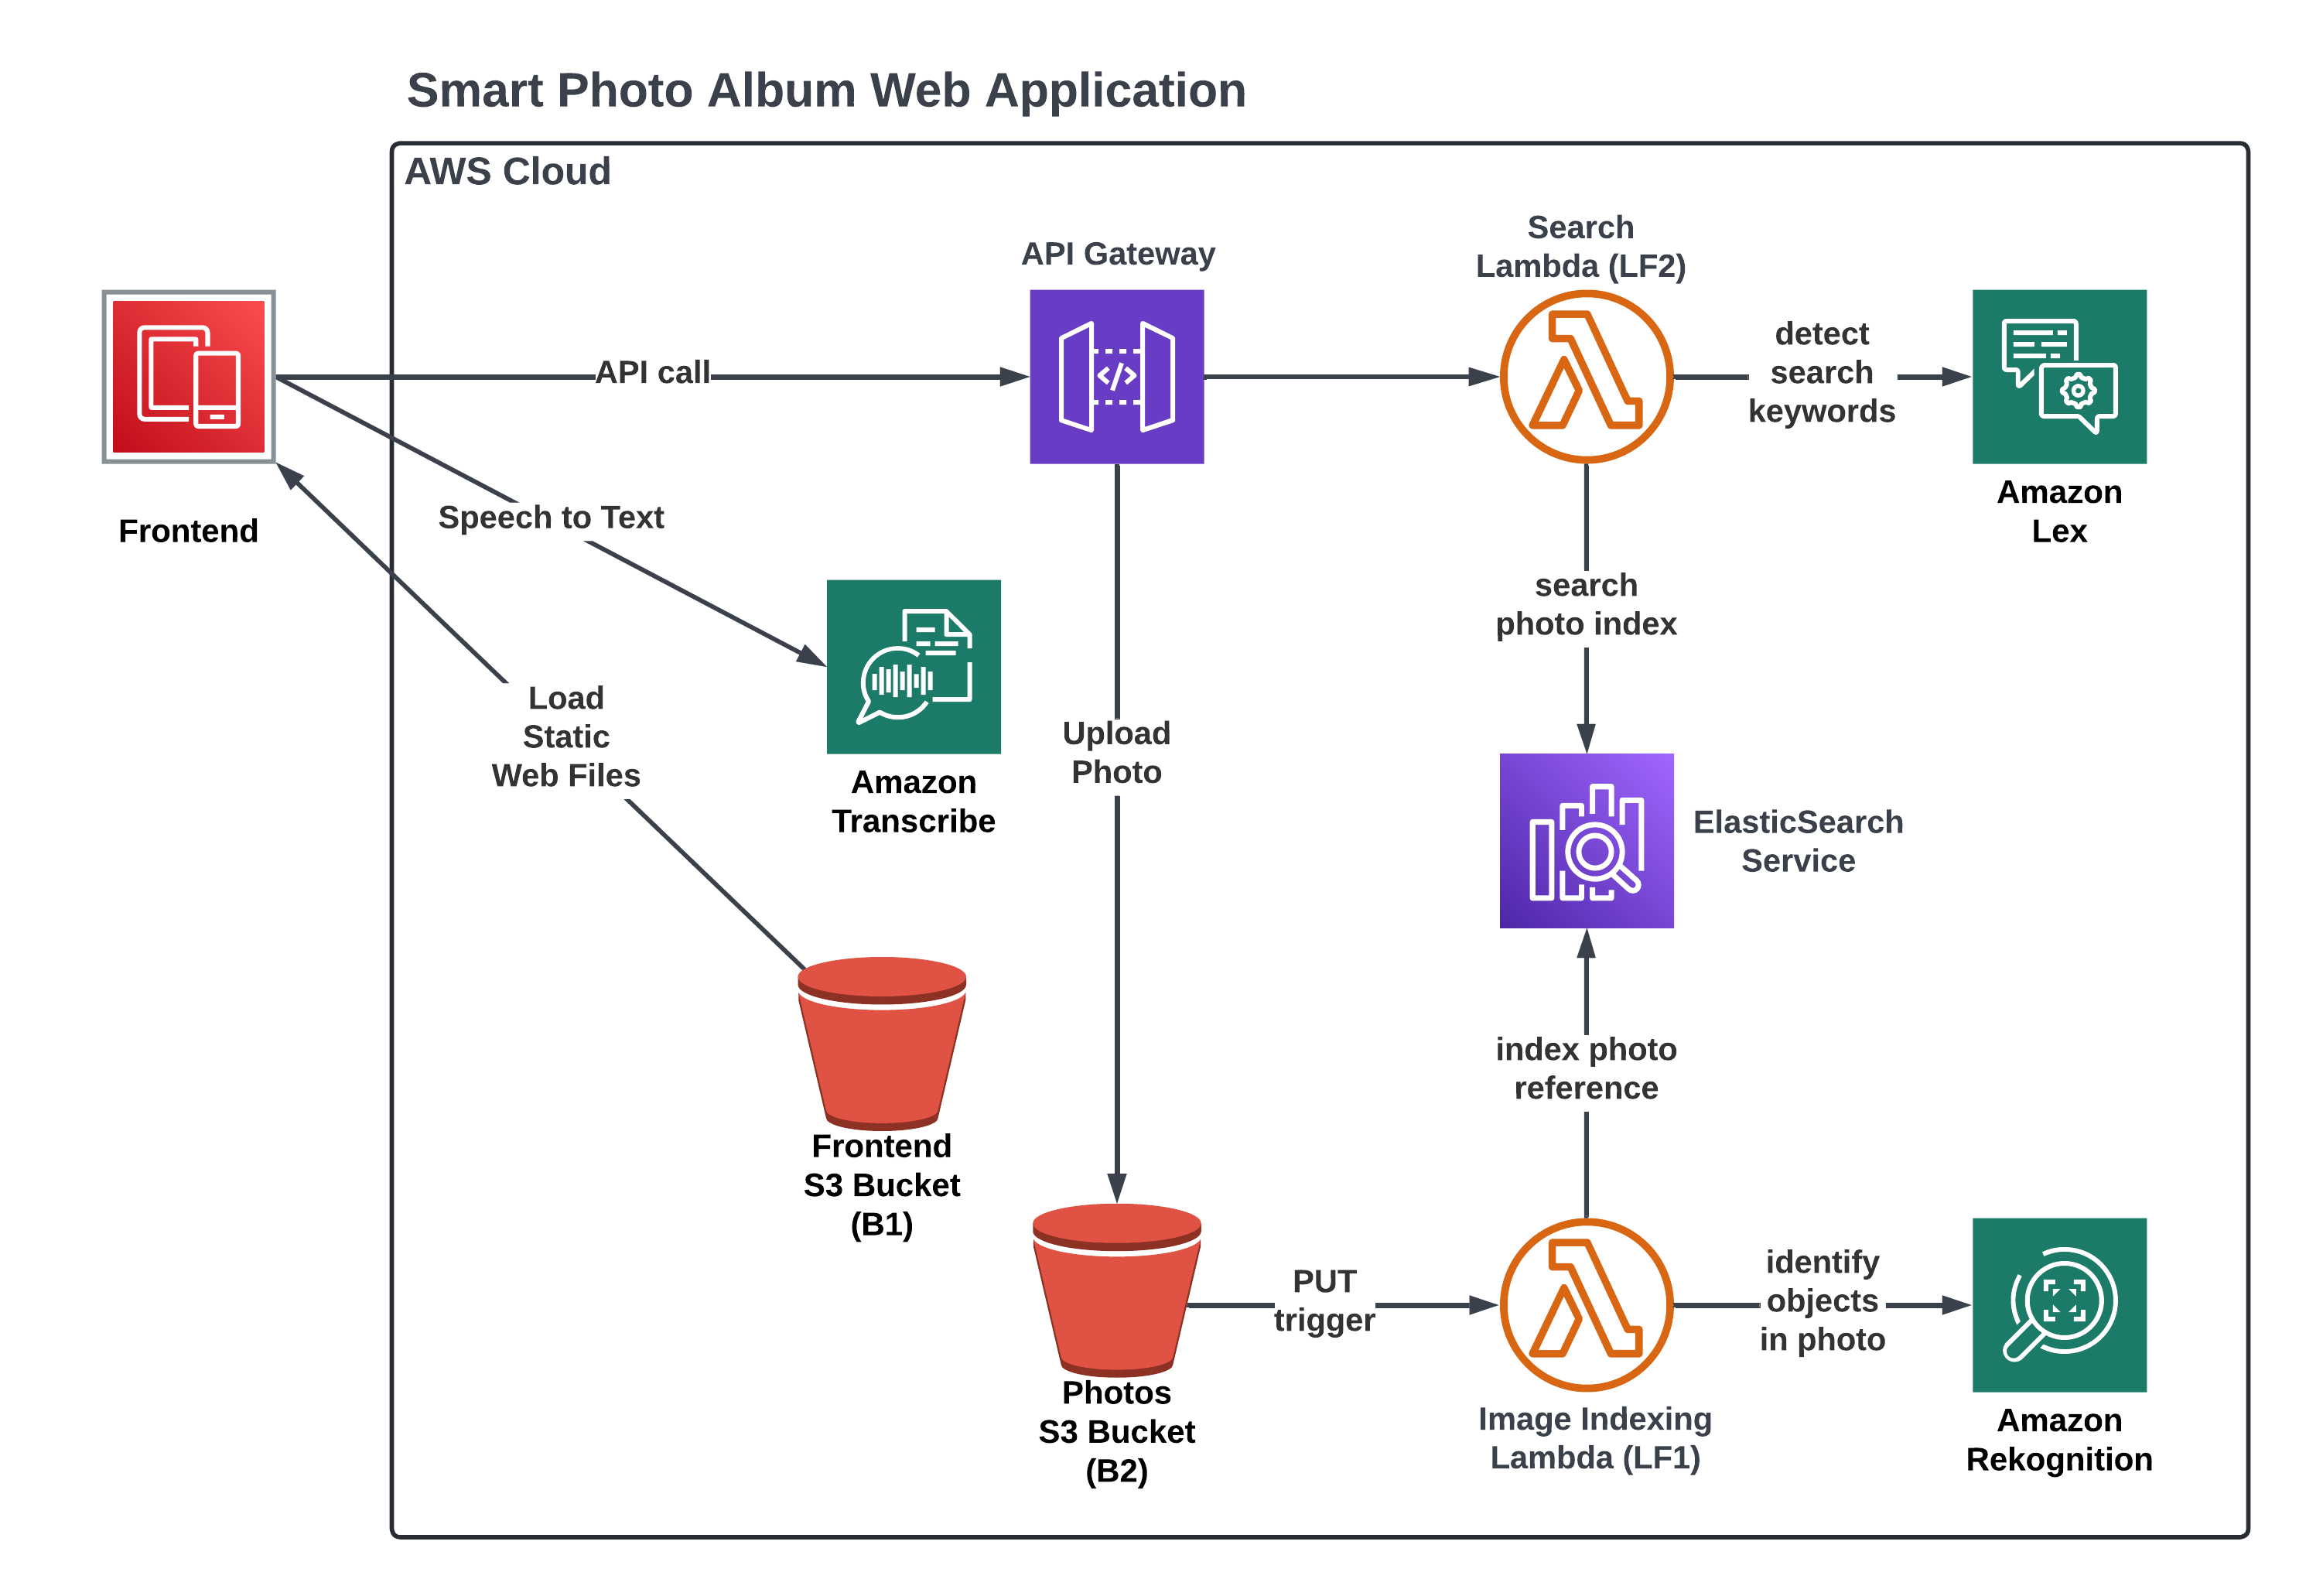 Smart Photo Album Web Application
AWS Cloud
Search
Lambda (LF2)
API Gateway
detect
search
keywords
API call
Amazon
Lex
Frontend
Speech to Text
search
photo index
Load
Static
Web Files
Upload
Photo
Amazon
Transcribe
ElasticSearch
Service
index photo
reference
Frontend
S3 Bucket
(B1)
PUT
trigger
identify
objects
in photo
Photos
S3 Bucket
(B2)
Image Indexing
Lambda (LF1)
Amazon
Rekognition